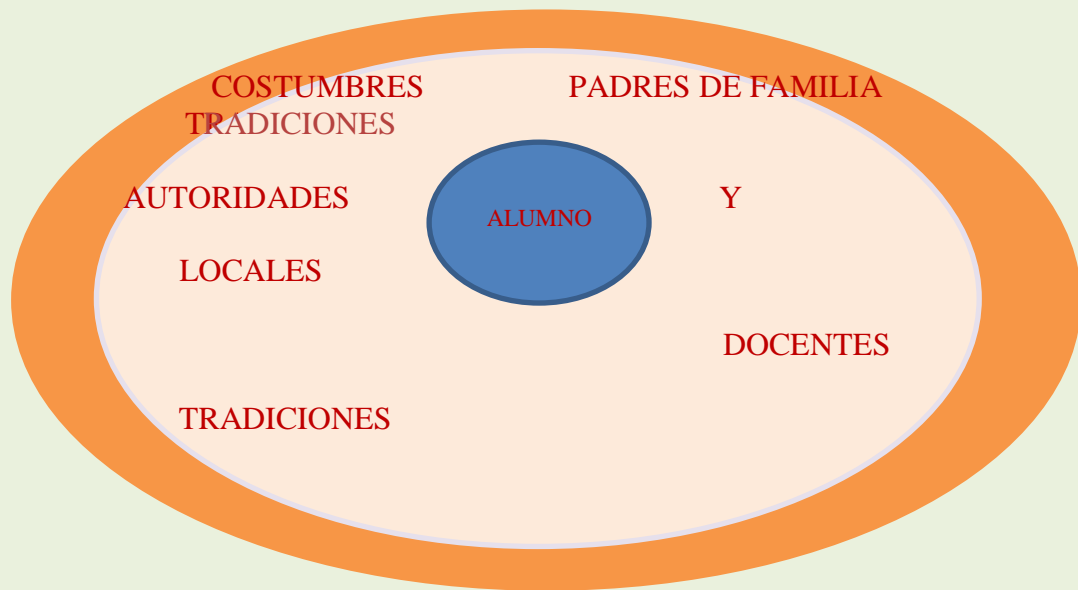 COSTUMBRES PADRES DE FAMILIA
TRADICIONES
AUTORIDADES Y
ALUMNO
LOCALES
DOCENTES
TRADICIONES